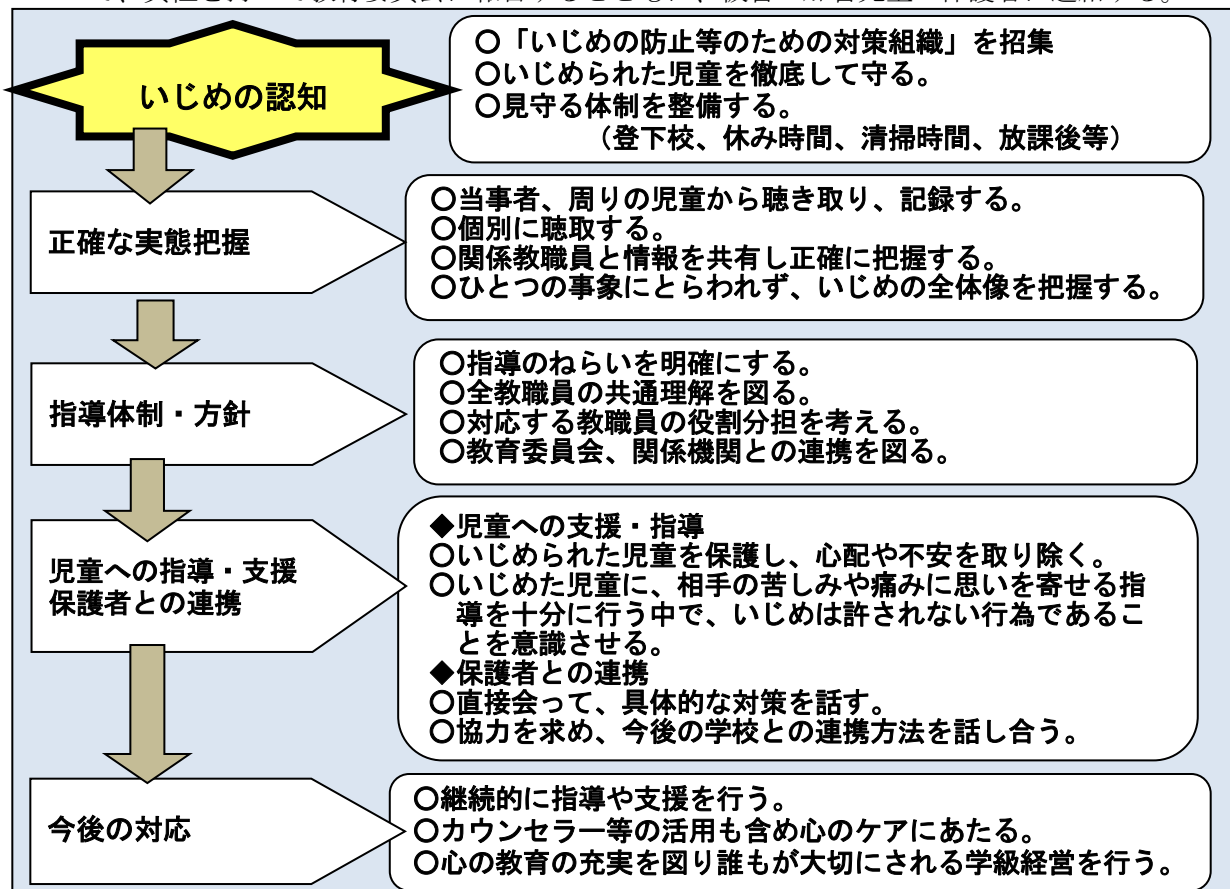 いじめの認知
〇「いじめの防止等のための対策組織」を招集
〇いじめられた児童を徹底して守る。
〇見守る体制を整備する。
（登下校、休み時間、清掃時間、放課後等）
正確な実態把握
〇当事者、周りの児童から聴き取り、記録する。
〇個別に聴取する。
〇関係教職員と情報を共有し正確に把握する。
〇ひとつの事象にとらわれず、いじめの全体像を把握する。
指導体制・方針
〇指導のねらいを明確にする。
〇全教職員の共通理解を図る。
〇対応する教職員の役割分担を考える。
〇教育委員会、関係機関との連携を図る。
児童への指導・支援
保護者との連携
◆児童への支援・指導
〇いじめられた児童を保護し、心配や不安を取り除く。
〇いじめた児童に、相手の苦しみや痛みに思いを寄せる指
導を十分に行う中で、いじめは許されない行為であるこ
とを意識させる。
◆保護者との連携
〇直接会って、具体的な対策を話す。
〇協力を求め、今後の学校との連携方法を話し合う。
今後の対応
〇継続的に指導や支援を行う。
〇カウンセラー等の活用も含め心のケアにあたる。
〇心の教育の充実を図り誰もが大切にされる学級経営を行う。